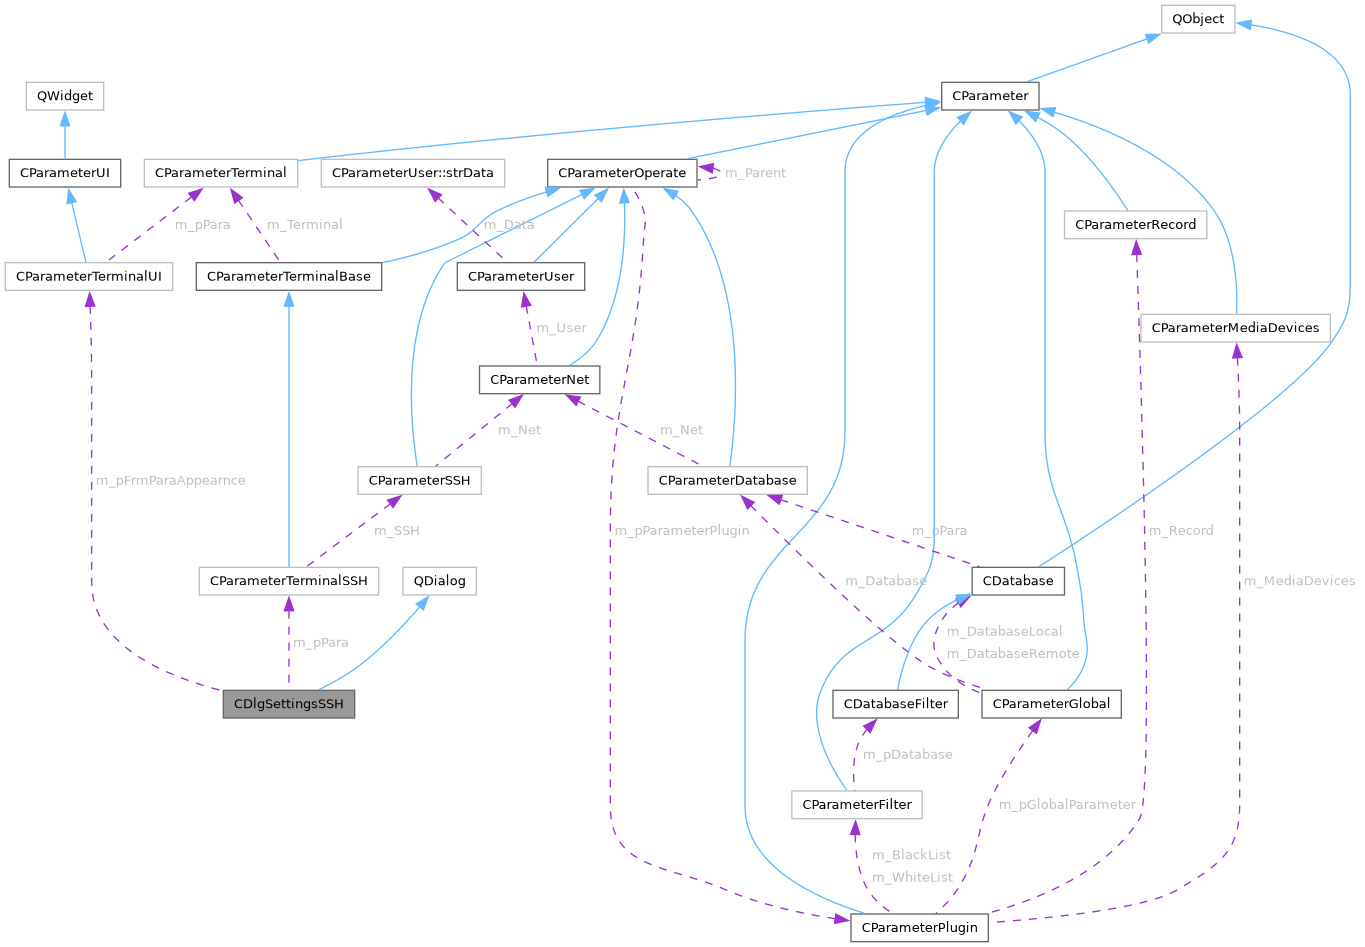 QObject
QWidget
CParameter
CParameterUI
CParameterTerminal
CParameterUser::strData
CParameterOperate
m_Parent
m_pPara
m_Terminal
m_Data
CParameterRecord
CParameterTerminalUI
CParameterTerminalBase
CParameterUser
m_User
CParameterMediaDevices
CParameterNet
m_Net
m_Net
m_pFrmParaAppearnce
CParameterSSH
CParameterDatabase
m_SSH
m_pParameterPlugin
m_pPara
m_Record
CParameterTerminalSSH
QDialog
m_Database
CDatabase
m_MediaDevices
m_pPara
m_DatabaseLocal
m_DatabaseRemote
CDlgSettingsSSH
CDatabaseFilter
CParameterGlobal
m_pDatabase
CParameterFilter
m_pGlobalParameter
m_BlackList
m_WhiteList
CParameterPlugin